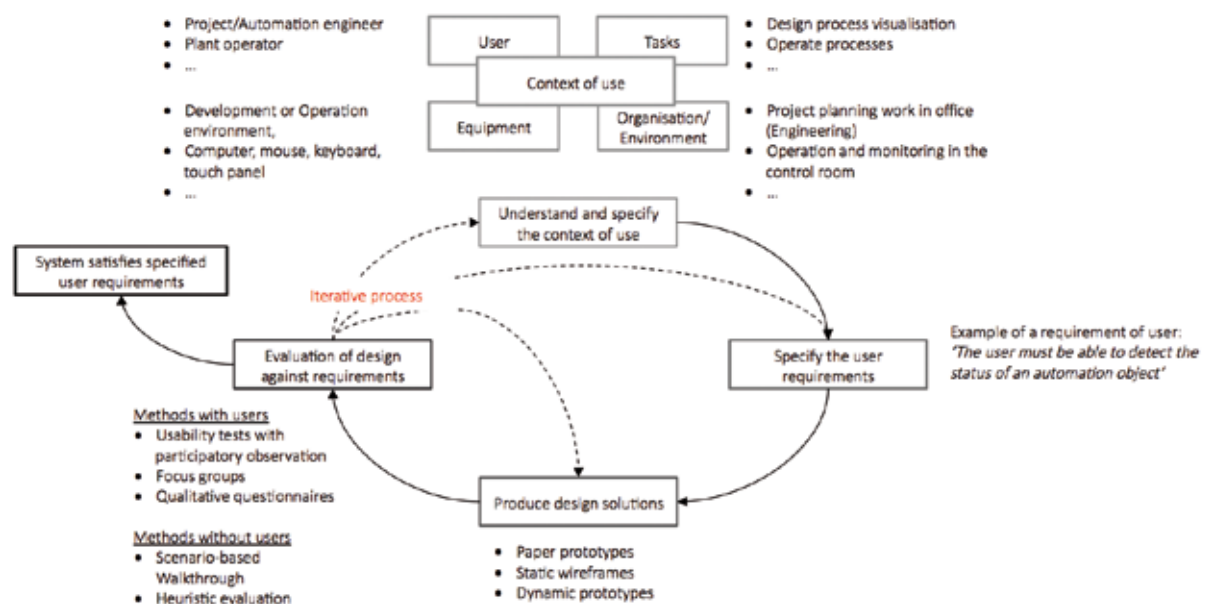 • Project/Automation engineer
• Plant operator
• ...
User
Tasks
Context of use
Equipment
Organisation/
Environment
• Design process visualisation
• Operate processes
• ...
• Development or Operation
environment,
• Computer, mouse, keyboard,
touch panel
• ...
• Project planning work in office
(Engineering)
• Operation and monitoring in the
control room
• ...
Understand and specify
the context of use
System satisfies specified
user requirements
Iterative process
Evaluation of design
against requirements
Specify the user
requirements
Example of a requirement of user:
'The user must be able to detect the
status of an automation object'
Methods with users
• Usability tests with
participatory observation
• Focus groups
• Qualitative questionnaires
Produce design solutions
Methods without users
• Scenario-based
Walkthrough
• Heuristic evaluation
• Paper prototypes
• Static wireframes
• Dynamic prototypes